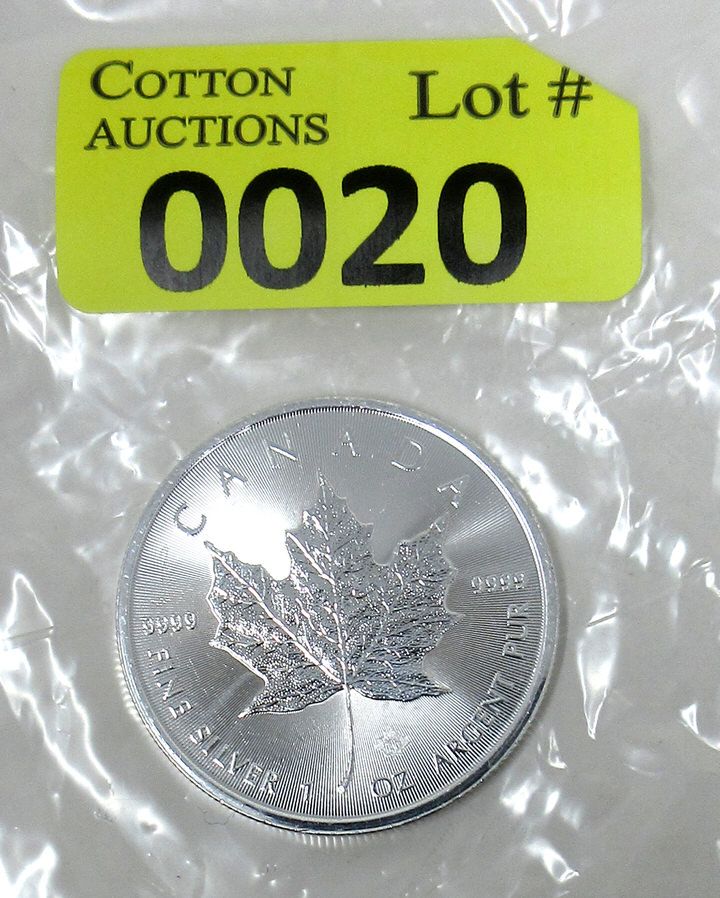 COTTON
AUCTIONS
Lot #
0020
CANADA
9999
9999
FINE SILVER 1 OZ ARGENT PUR